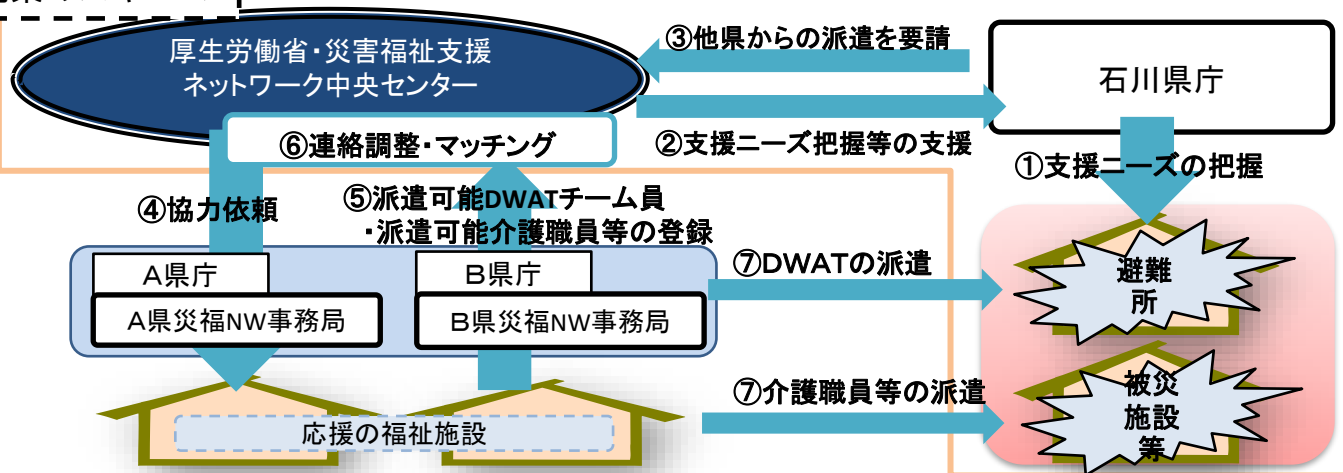 厚生労働省・災害福祉支援
ネットワーク中央センター
③他県からの派遣を要請
石川県庁
⑥連絡調整・マッチング
②支援ニーズ把握等の支援
①支援ニーズの把握
④協力依頼
⑤派遣可能DWATチーム員
・派遣可能介護職員等の登録
A県庁
A県災福NW事務局
B県庁
B県災福NW事務局
⑦DWATの派遣
避難
所
⑦介護職員等の派遣
被災
施設
等
応援の福祉施設